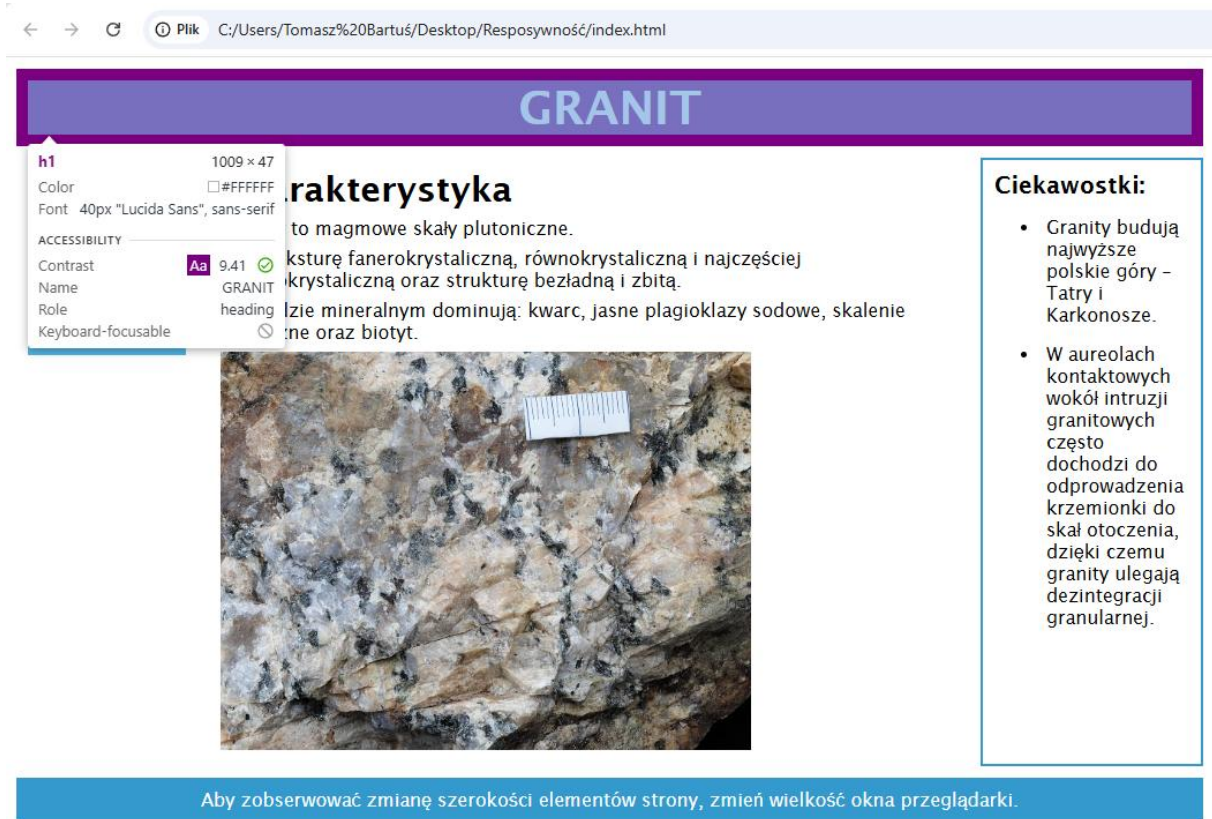 Plik C:/Users/Tomasz%20Bartuś/Desktop/Resposywność/index.html
GRANIT
h1 1009 × 47
Color #FFFFFF
Font 40px "Lucida Sans", sans-serif
ACCESSIBILITY
Contrast Aa 9.41
Name GRANIT
Role heading
Keyboard-focusable
rakterystyka
to magmowe skały plutoniczne.
ksturę fanerokrystaliczną, równokrystaliczną i najczęściej
krystaliczną oraz strukturę bezładną i zbitą.
dzie mineralnym dominują: kwarc, jasne plagioklazy sodowe, skalenie
zne oraz biotyt.
Ciekawostki:
• Granity budują
najwyższe
polskie góry –
Tatry i
Karkonosze.
• W aureolach
kontaktowych
wokół intruzji
granitowych
często
dochodzi do
odprowadzenia
krzemionki do
skał otoczenia,
dzięki czemu
granity ulegają
dezintegracji
granularnej.
Aby zobserwować zmianę szerokości elementów strony, zmień wielkość okna przeglądarki.